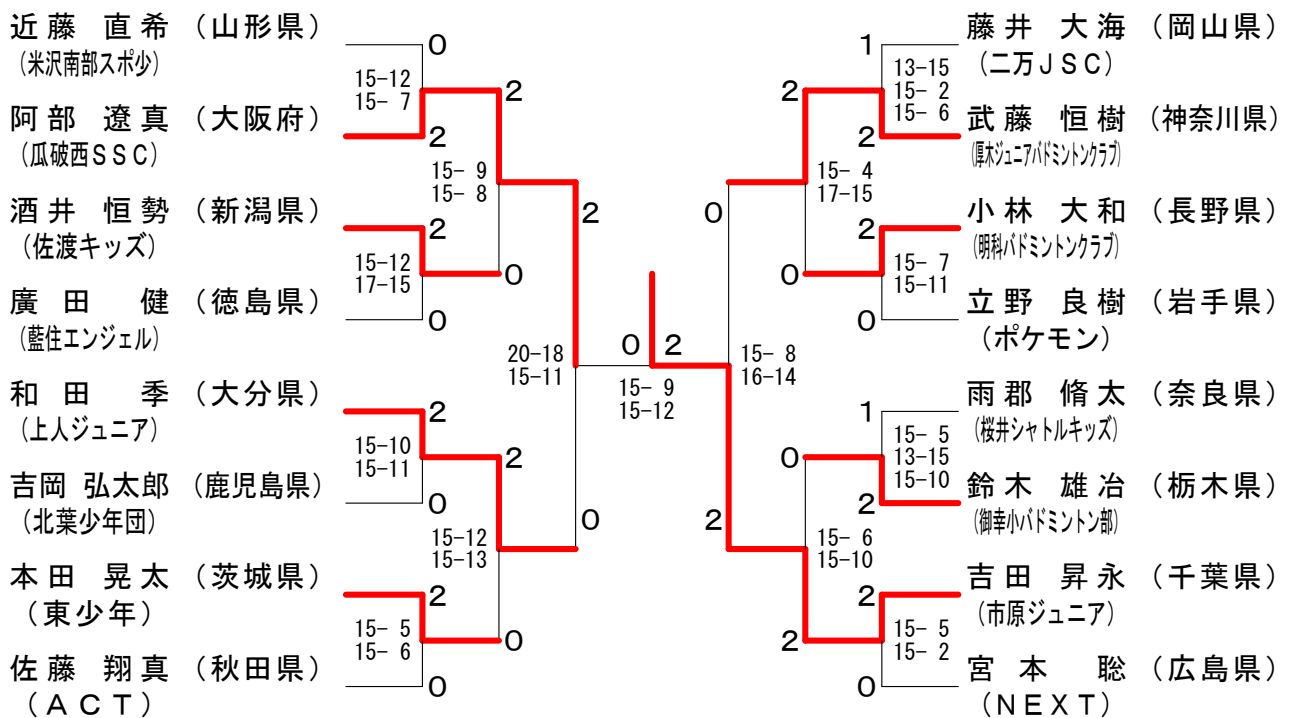 近藤 直希 (山形県)
(米沢南部スポ少)
0
15-12
15- 7
2
阿部 遼真 (大阪府)
(瓜破西SSC)
2
15- 9
15- 8
酒井 恒勢 (新潟県)
(佐渡キッズ)
2
15-12
17-15
0
廣田 健 (徳島県)
(藍住エンジェル)
0
2
20-18
15-11
和田 季 (大分県)
(上人ジュニア)
2
15-10
15-11
2
吉岡 弘太郎 (鹿児島県)
(北葉少年団)
0
15-12
15-13
0
本田 晃太 (茨城県)
(東少年)
2
15- 5
15- 6
0
佐藤 翔真 (秋田県)
(ACT)
0
0 2
15- 9
15-12
藤井 大海 (岡山県)
(二万JSC)
1
13-15
15- 2
15- 6
2
武藤 恒樹 (神奈川県)
(厚木ジュニアバドミントンクラブ)
2
15- 4
17-15
0
小林 大和 (長野県)
(明科バドミントンクラブ)
2
15- 7
15-11
0
立野 良樹 (岩手県)
(ポケモン)
0
15- 8
16-14
雨郡 脩太 (奈良県)
(桜井シャトルキッズ)
1
15- 5
13-15
15-10
0
鈴木 雄冶 (栃木県)
(御幸小バドミントン部)
2
2
15- 6
15-10
吉田 昇永 (千葉県)
(市原ジュニア)
2
15- 5
15- 2
2
宮本 聡 (広島県)
(NEXT)
0